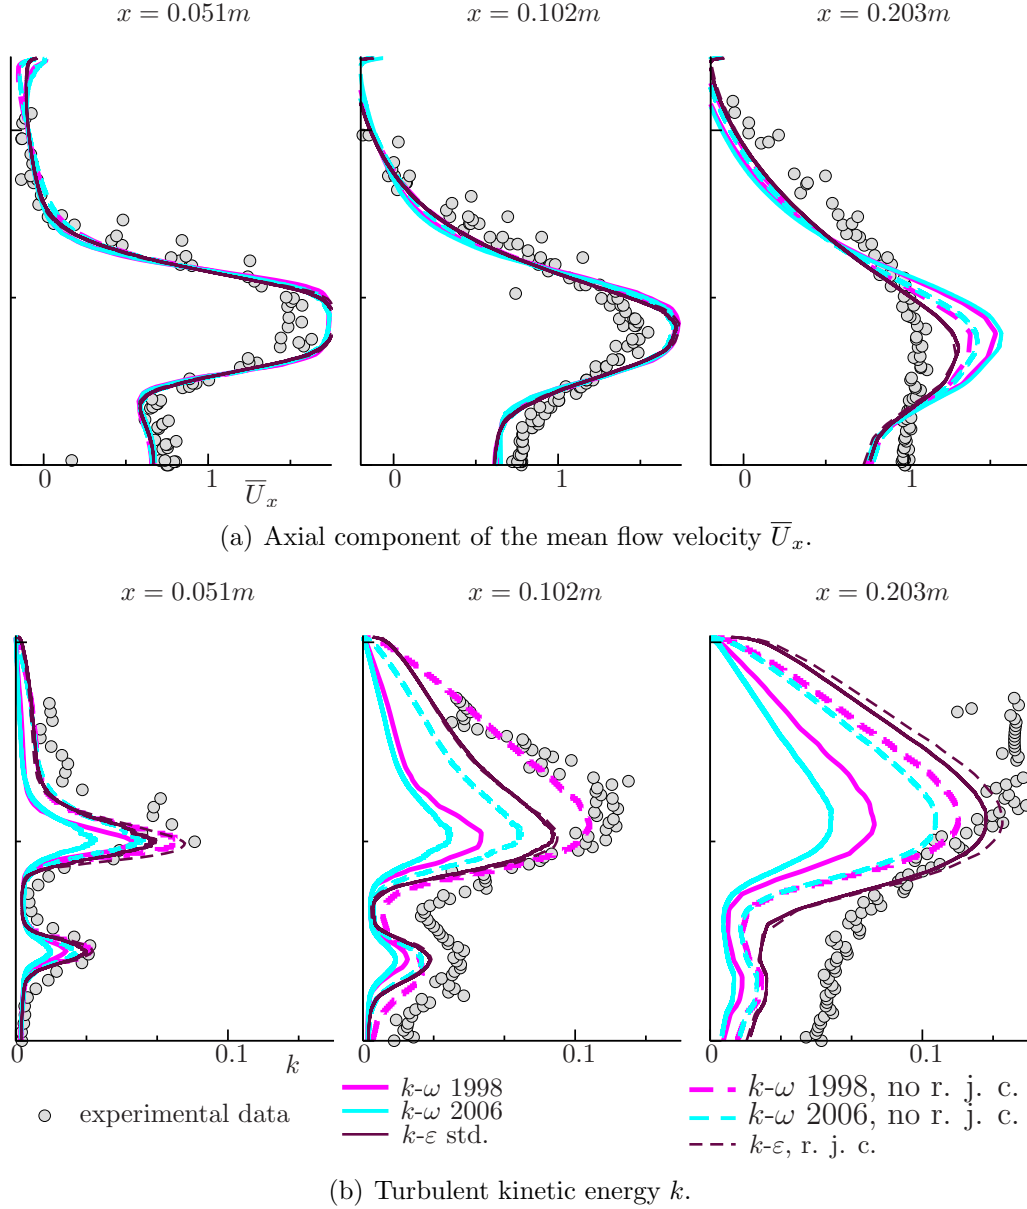 x = 0.051m x = 0.102m x = 0.203m
0 1 0 1 0 1
U̅x
(a) Axial component of the mean flow velocity U̅x.
x = 0.051m x = 0.102m x = 0.203m
0 0.1 0 0.1 0 0.1
k
experimental data
k-ω 1998
k-ω 2006
k-ε std.
k-ω 1998, no r. j. c.
k-ω 2006, no r. j. c.
k-ε, r. j. c.
(b) Turbulent kinetic energy k.